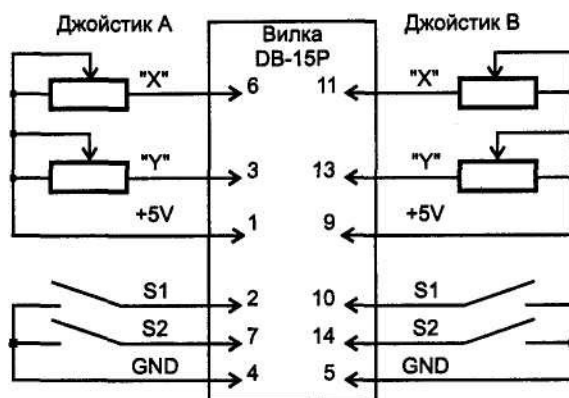 Джойстик А
Вилка
DB-15P
Джойстик В
"X"
6
11
"X"
"Y"
3
13
"Y"
+5V
1
9
+5V
S1
2
10
S1
S2
7
14
S2
GND
4
5
GND